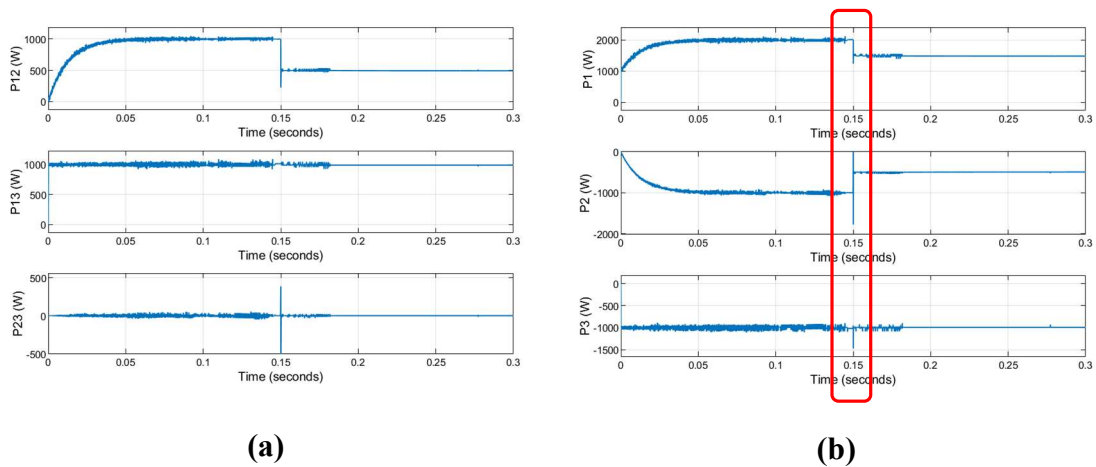 P12 (W)
1000
500
0
0 0.05 0.1 0.15 0.2 0.25 0.3
Time (seconds)
P13 (W)
1000
500
0
0 0.05 0.1 0.15 0.2 0.25 0.3
Time (seconds)
P23 (W)
500
0
-500
0 0.05 0.1 0.15 0.2 0.25 0.3
Time (seconds)
(a)
P1 (W)
2000
1000
0
0 0.05 0.1 0.15 0.2 0.25 0.3
Time (seconds)
P2 (W)
0
-1000
-2000
0 0.05 0.1 0.15 0.2 0.25 0.3
Time (seconds)
P3 (W)
0
-500
-1000
-1500
0 0.05 0.1 0.15 0.2 0.25 0.3
Time (seconds)
(b)